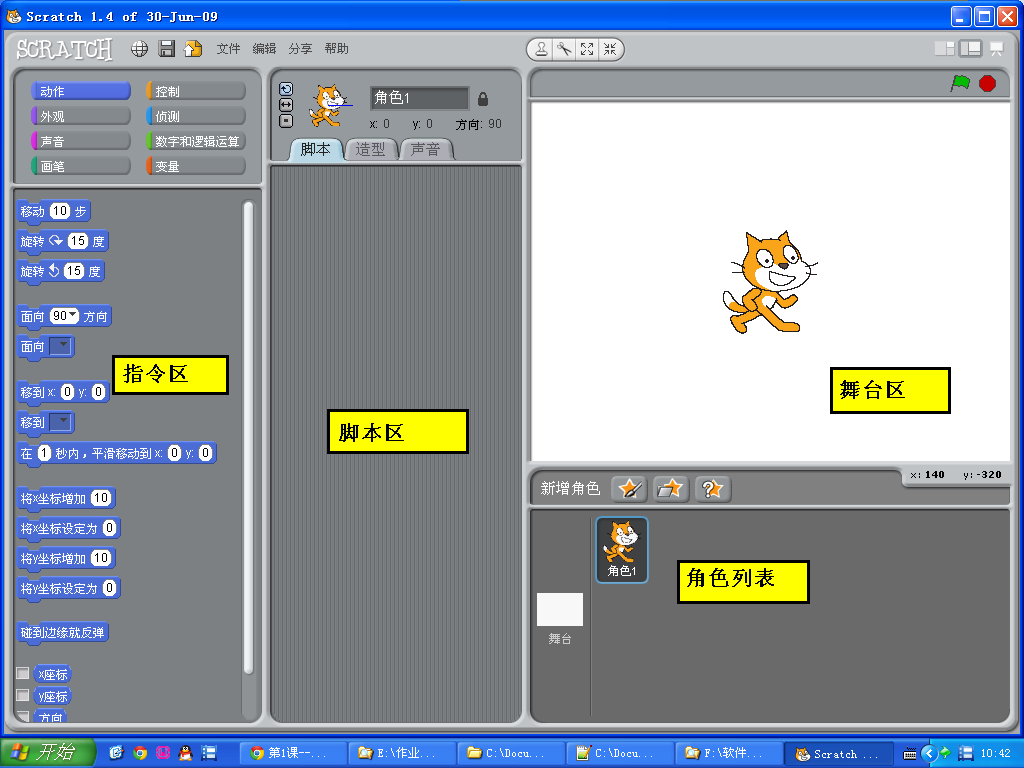 Scratch 1.4 of 30-Jun-09
SCRATCH 文件 编辑 分享 帮助
动作 控制
外观 侦测
声音 数字和逻辑运算
画笔 变量
角色1
x: 0 y: 0 方向: 90
脚本 造型 声音
移动 10 步
旋转 15 度
旋转 15 度
面向 90 方向
面向
移到 x: 0 y: 0
移到
在 1 秒内，平滑移动到 x: 0 y: 0
将x坐标增加 10
将x坐标设定为 0
将y坐标增加 10
将y坐标设定为 0
碰到边缘就反弹
x座标
y座标
方向
指令区
脚本区
舞台区
x: 140 y: -320
新增角色
角色1
舞台
角色列表
开始 第1课--... E:\作业... C:\Docu... C:\Docu... F:\软件... Scratch ... 10:42